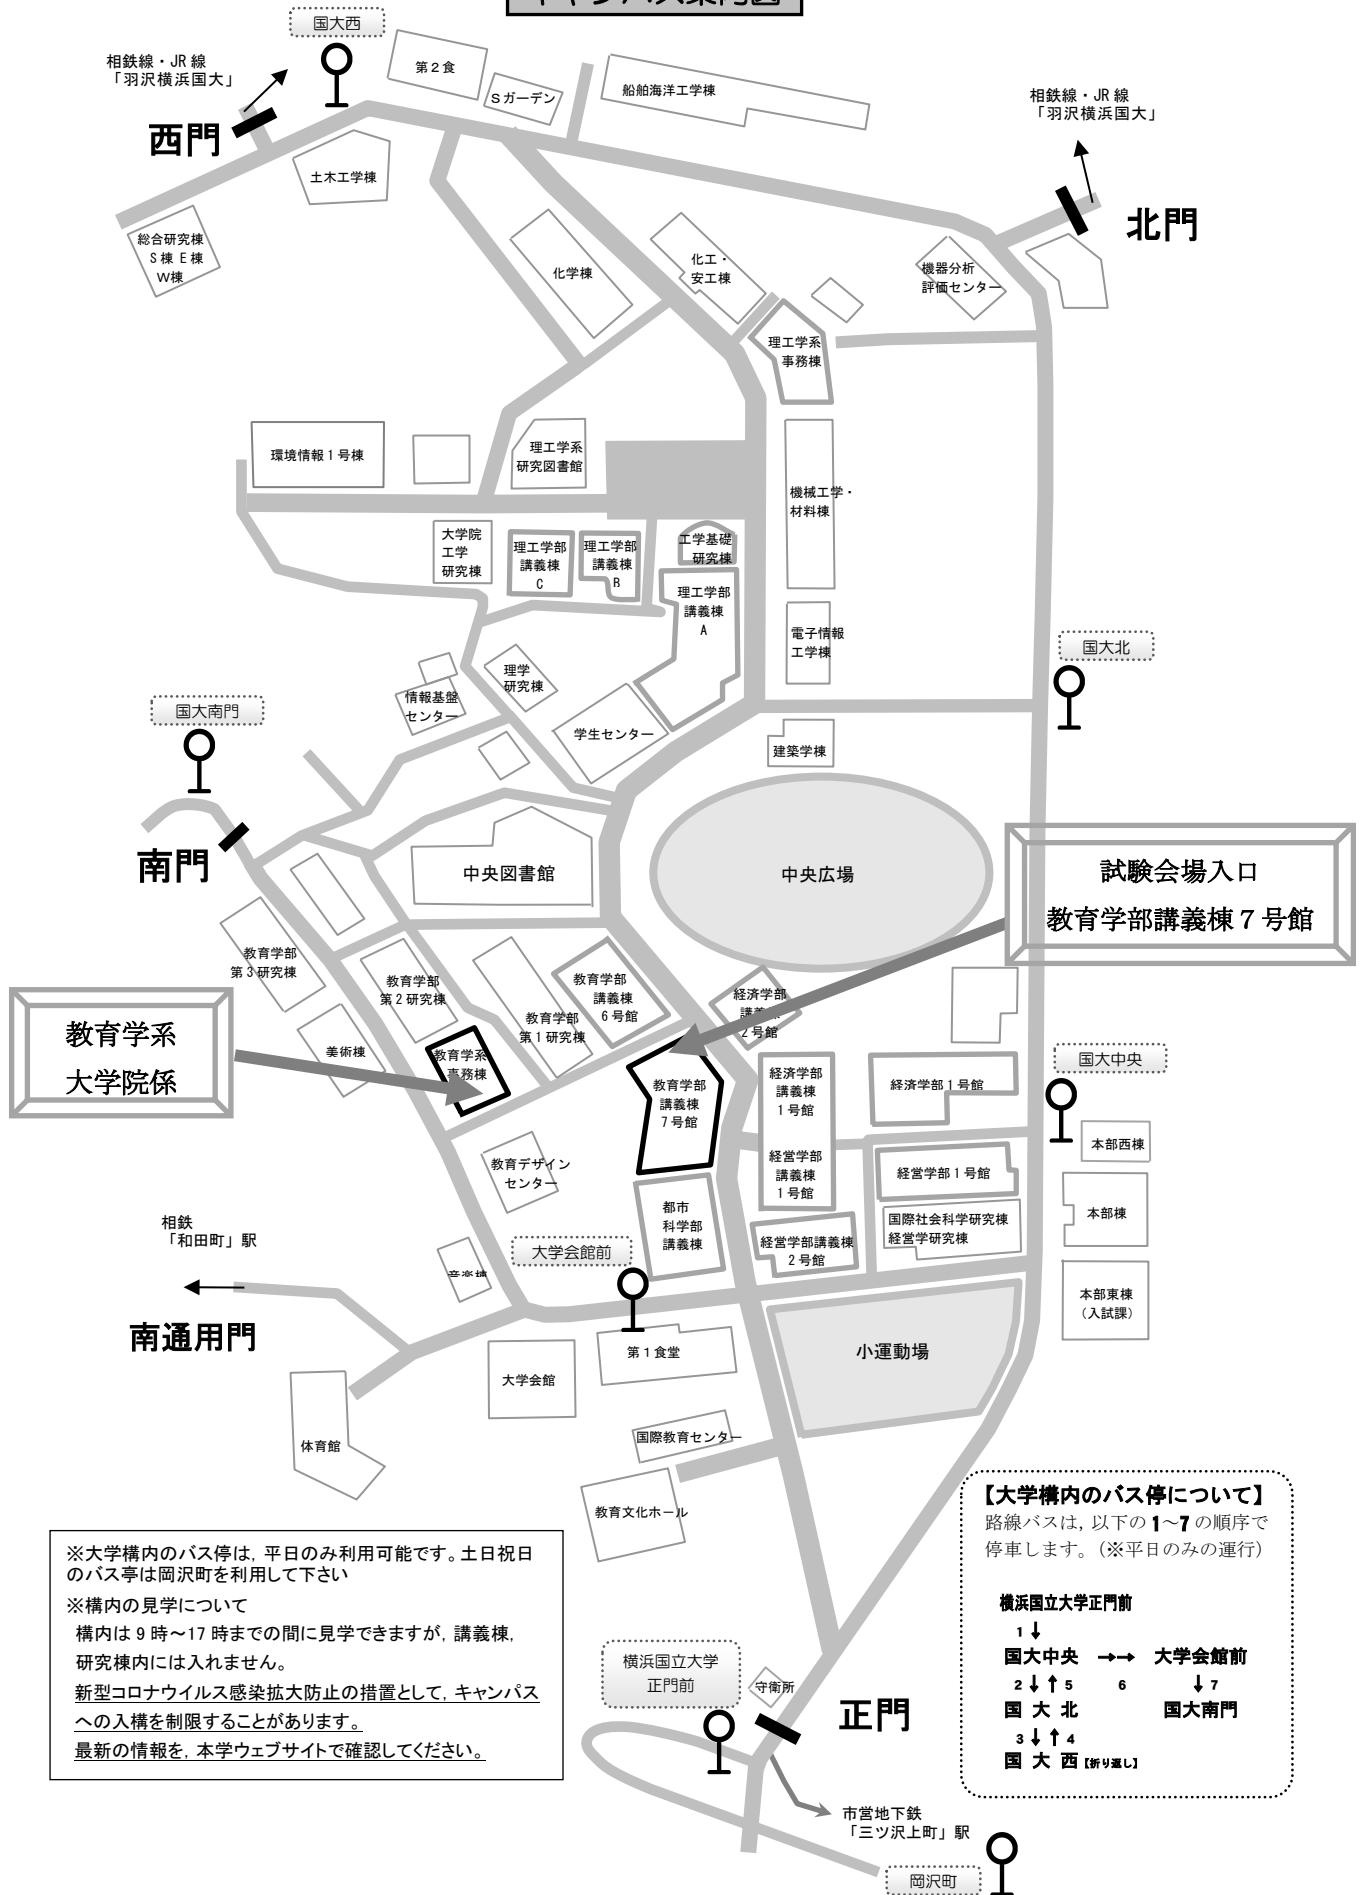 キャンパス案内図
国大西
相鉄線・JR線
「羽沢横浜国大」
西門
第2食
Sガーデン
船舶海洋工学棟
相鉄線・JR線
「羽沢横浜国大」
北門
土木工学棟
総合研究棟
S棟 E棟
W棟
化学棟
化工・
安工棟
機器分析
評価センター
理工学系
事務棟
環境情報1号棟
理工学系
研究図書館
機械工学・
材料棟
大学院
工学
研究棟
理工学部
講義棟
C
理工学部
講義棟
B
工学基礎
研究棟
理工学部
講義棟
A
電子情報
工学棟
国大北
理学
研究棟
情報基盤
センター
国大南門
学生センター
建築学棟
南門
中央図書館
中央広場
試験会場入口
教育学部講義棟7号館
教育学部
第3研究棟
教育学部
第2研究棟
教育学部
第1研究棟
教育学部
講義棟
6号館
経済学部
講義棟
2号館
教育学系
大学院係
美術棟
教育学系
事務棟
教育学部
講義棟
7号館
経済学部
講義棟
1号館
経済学部1号館
国大中央
本部西棟
教育デザイン
センター
経営学部
講義棟
1号館
経営学部1号館
本部棟
相鉄
「和田町」駅
都市
科学部
講義棟
国際社会科学研究棟
経営学研究棟
大学会館前
経営学部講義棟
2号館
音楽棟
本部東棟
(入試課)
南通用門
第1食堂
小運動場
大学会館
体育館
国際教育センター
教育文化ホール
【大学構内のバス停について】
路線バスは, 以下の1~7の順序で
停車します。(※平日のみの運行)
横浜国立大学正門前
1↓
国大中央 →→ 大学会館前
2↓↑5 6 ↓7
国大北 国大南門
3↓↑4
国大西【折り返し】
※大学構内のバス停は, 平日のみ利用可能です。土日祝日
のバス亭は岡沢町を利用して下さい
※構内の見学について
構内は9時~17時までの間に見学できますが, 講義棟,
研究棟内には入れません。
新型コロナウイルス感染拡大防止の措置として, キャンパス
への入構を制限することがあります。
最新の情報を, 本学ウェブサイトで確認してください。
横浜国立大学
正門前
守衛所
正門
市営地下鉄
「三ツ沢上町」駅
岡沢町